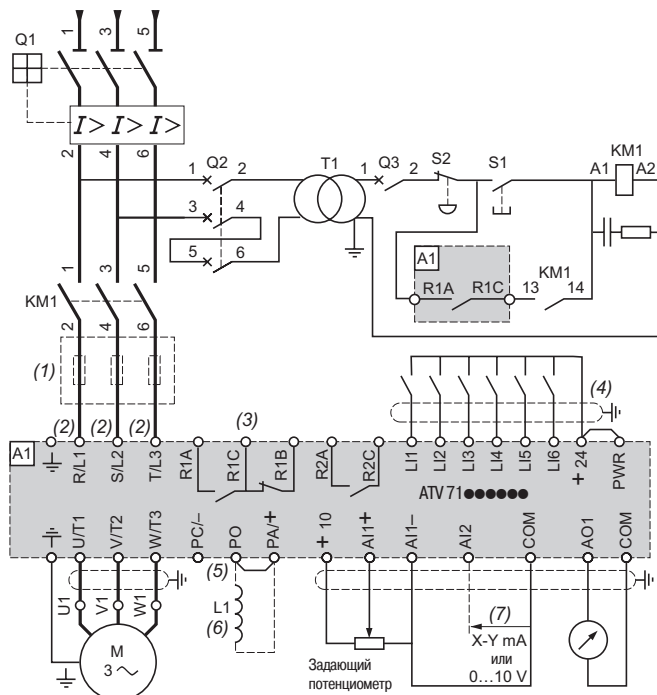 Q1 1 3 5
I> I> I>
2 4 6
1 Q2 2 T1 1 Q3 2 S2 S1 KM1
A1 A2
3 4
5 6
A1
R1A R1C 13 KM1 14
1 3 5
KM1
2 4 6
(1)
(2) (2) (2) (3) (4)
A1
R/L1 S/L2 T/L3 R1A R1C R1B R2A R2C LI1 LI2 LI3 LI4 LI5 LI6 +24 PWR
ATV 71●●●●●●
U/T1 V/T2 W/T3 PC/– PO PA/+ +10 AI1+ AI1– AI2 COM AO1 COM
(5)
U1 V1 W1
L1
(6)
(7)
X-Y mA
или
0...10 V
M
3 ~
Задающий
потенциометр